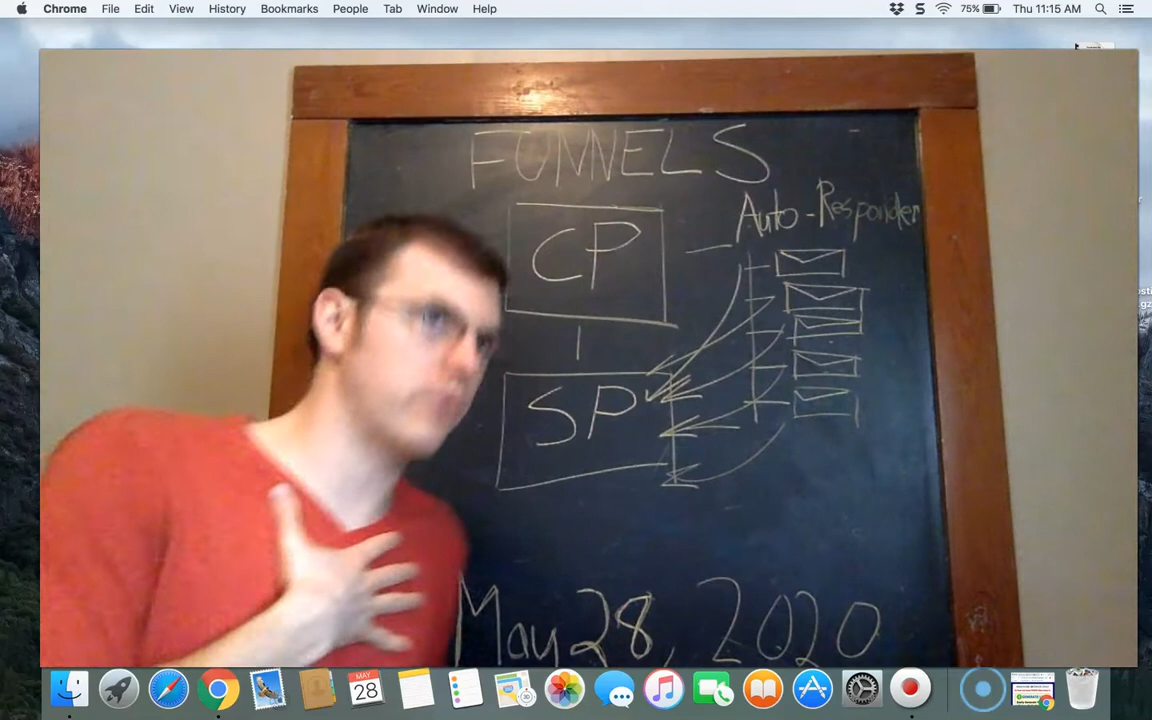 Chrome File Edit View History Bookmarks People Tab Window Help 75% Thu 11:15 AM
FUNNELS
Auto-Responder
CP
SP
May 28, 2020
MAY
28